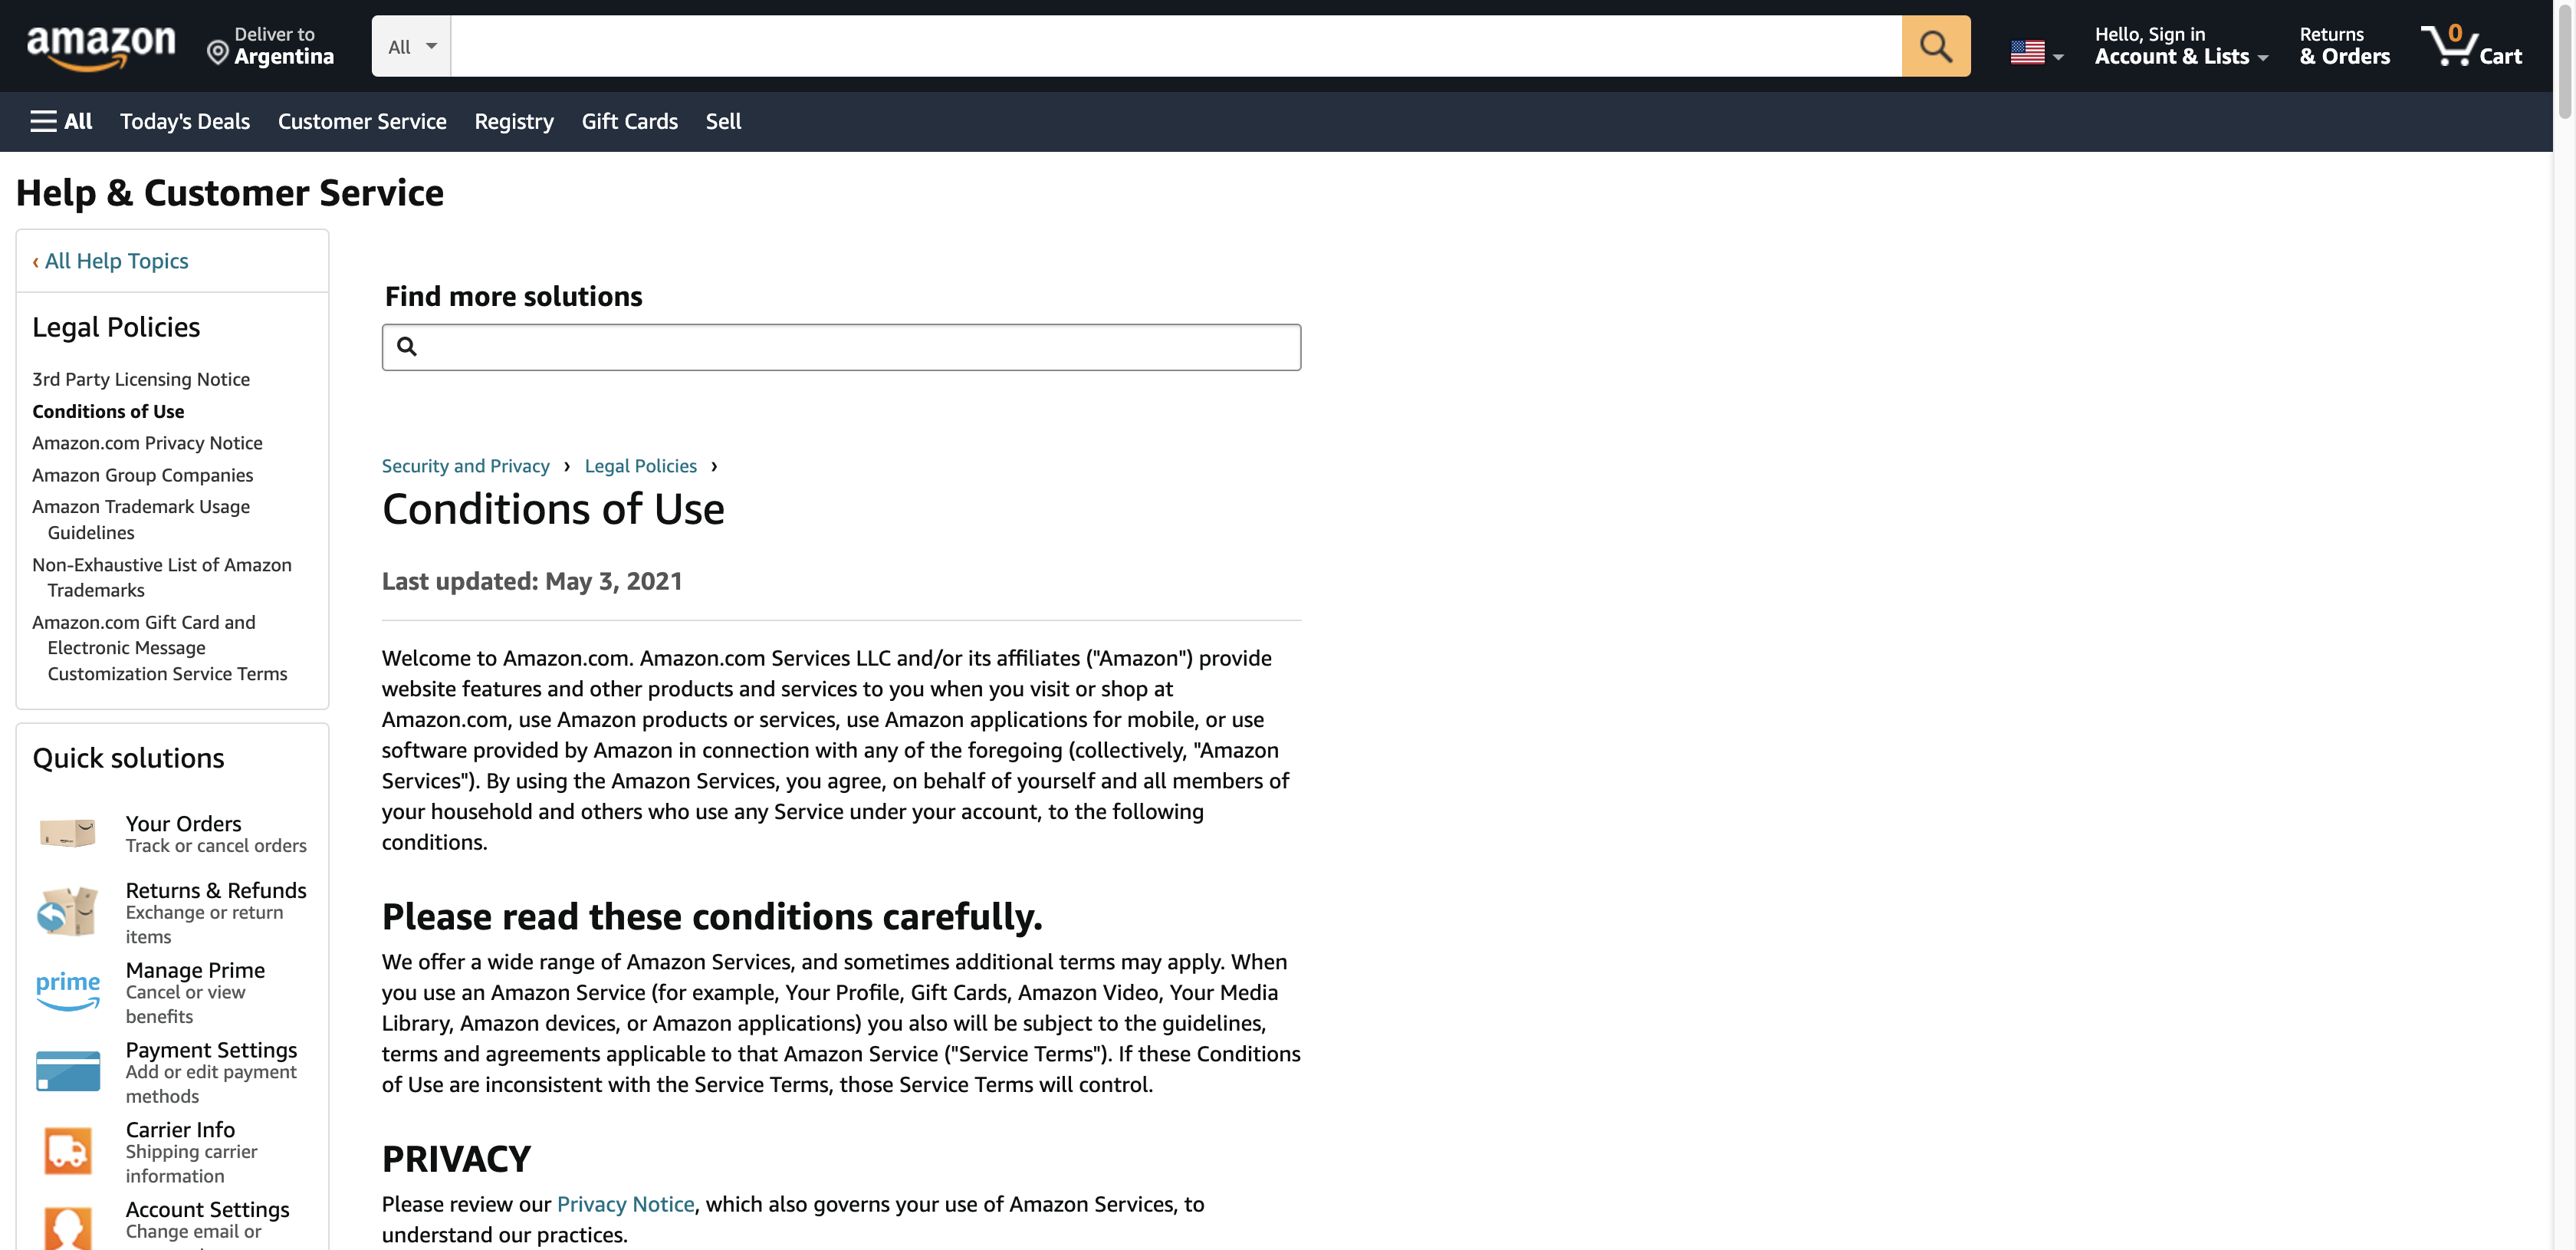 amazon
Deliver to
Argentina
All
Hello, Sign in
Account & Lists
Returns
& Orders
0
Cart
All
Today's Deals
Customer Service
Registry
Gift Cards
Sell
Help & Customer Service
‹ All Help Topics
Legal Policies
3rd Party Licensing Notice
Conditions of Use
Amazon.com Privacy Notice
Amazon Group Companies
Amazon Trademark Usage
Guidelines
Non-Exhaustive List of Amazon
Trademarks
Amazon.com Gift Card and
Electronic Message
Customization Service Terms
Quick solutions
Your Orders
Track or cancel orders
Returns & Refunds
Exchange or return
items
prime
Manage Prime
Cancel or view
benefits
Payment Settings
Add or edit payment
methods
Carrier Info
Shipping carrier
information
Account Settings
Change email or
Find more solutions
Security and Privacy › Legal Policies ›
Conditions of Use
Last updated: May 3, 2021
Welcome to Amazon.com. Amazon.com Services LLC and/or its affiliates ("Amazon") provide
website features and other products and services to you when you visit or shop at
Amazon.com, use Amazon products or services, use Amazon applications for mobile, or use
software provided by Amazon in connection with any of the foregoing (collectively, "Amazon
Services"). By using the Amazon Services, you agree, on behalf of yourself and all members of
your household and others who use any Service under your account, to the following
conditions.
Please read these conditions carefully.
We offer a wide range of Amazon Services, and sometimes additional terms may apply. When
you use an Amazon Service (for example, Your Profile, Gift Cards, Amazon Video, Your Media
Library, Amazon devices, or Amazon applications) you also will be subject to the guidelines,
terms and agreements applicable to that Amazon Service ("Service Terms"). If these Conditions
of Use are inconsistent with the Service Terms, those Service Terms will control.
PRIVACY
Please review our Privacy Notice, which also governs your use of Amazon Services, to
understand our practices.